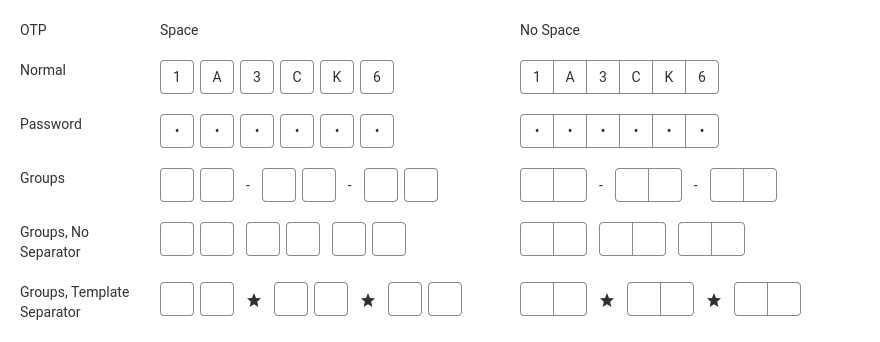 OTP Space No Space
Normal 1 A 3 C K 6 1 A 3 C K 6
Password • • • • • • • • • • • •
Groups - - - -
Groups, No
Separator
Groups, Template
Separator ★ ★ ★ ★